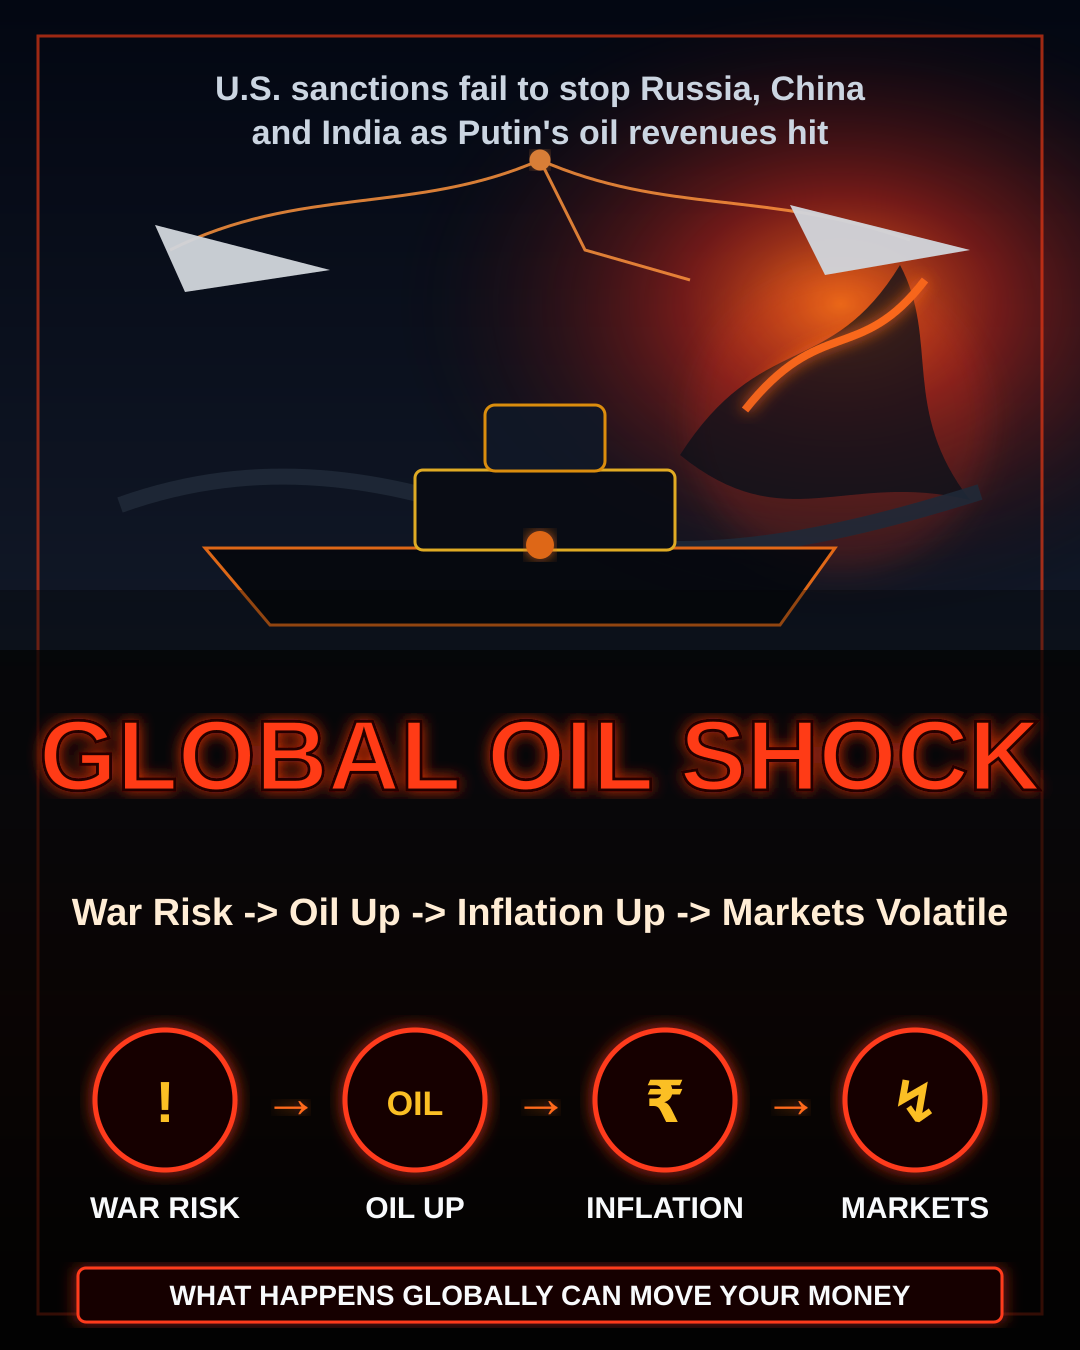 U.S. sanctions fail to stop Russia, China
and India as Putin's oil revenues hit
GLOBAL OIL SHOCK
War Risk -> Oil Up -> Inflation Up -> Markets Volatile
! → OIL → ₹ → ↯
WAR RISK OIL UP INFLATION MARKETS
WHAT HAPPENS GLOBALLY CAN MOVE YOUR MONEY